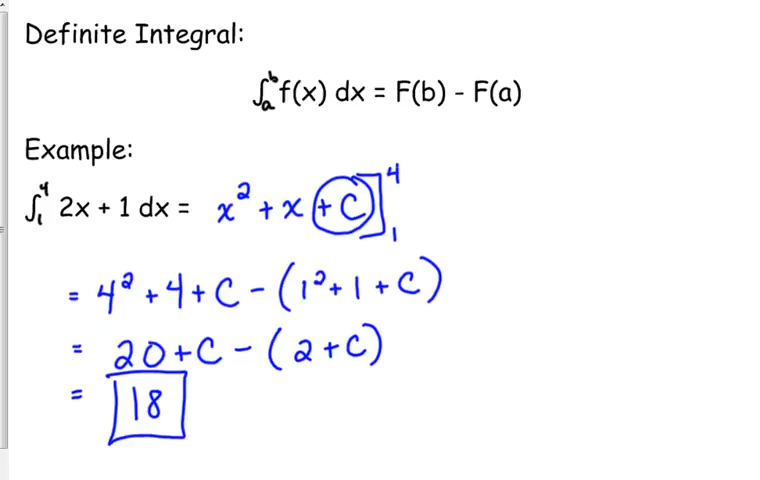 Definite Integral:
∫ₐᵇ f(x) dx = F(b) - F(a)
Example:
∫₁⁴ 2x + 1 dx = x² + x + C]₁⁴
= 4² + 4 + C - (1² + 1 + C)
= 20 + C - (2 + C)
= 18